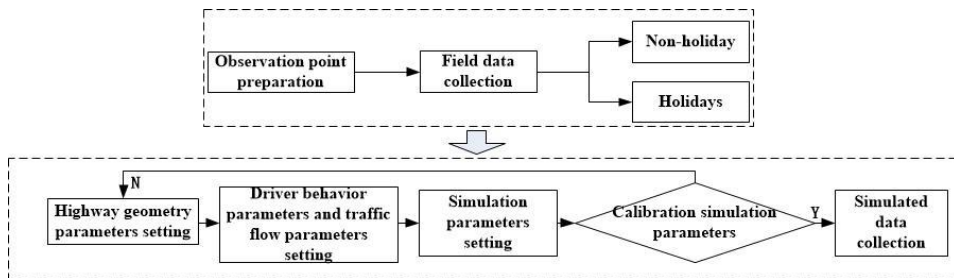 Observation point
preparation
Field data
collection
Non-holiday
Holidays
N
Highway geometry
parameters setting
Driver behavior
parameters and traffic
flow parameters
setting
Simulation
parameters
setting
Calibration simulation
parameters
Y
Simulated
data
collection